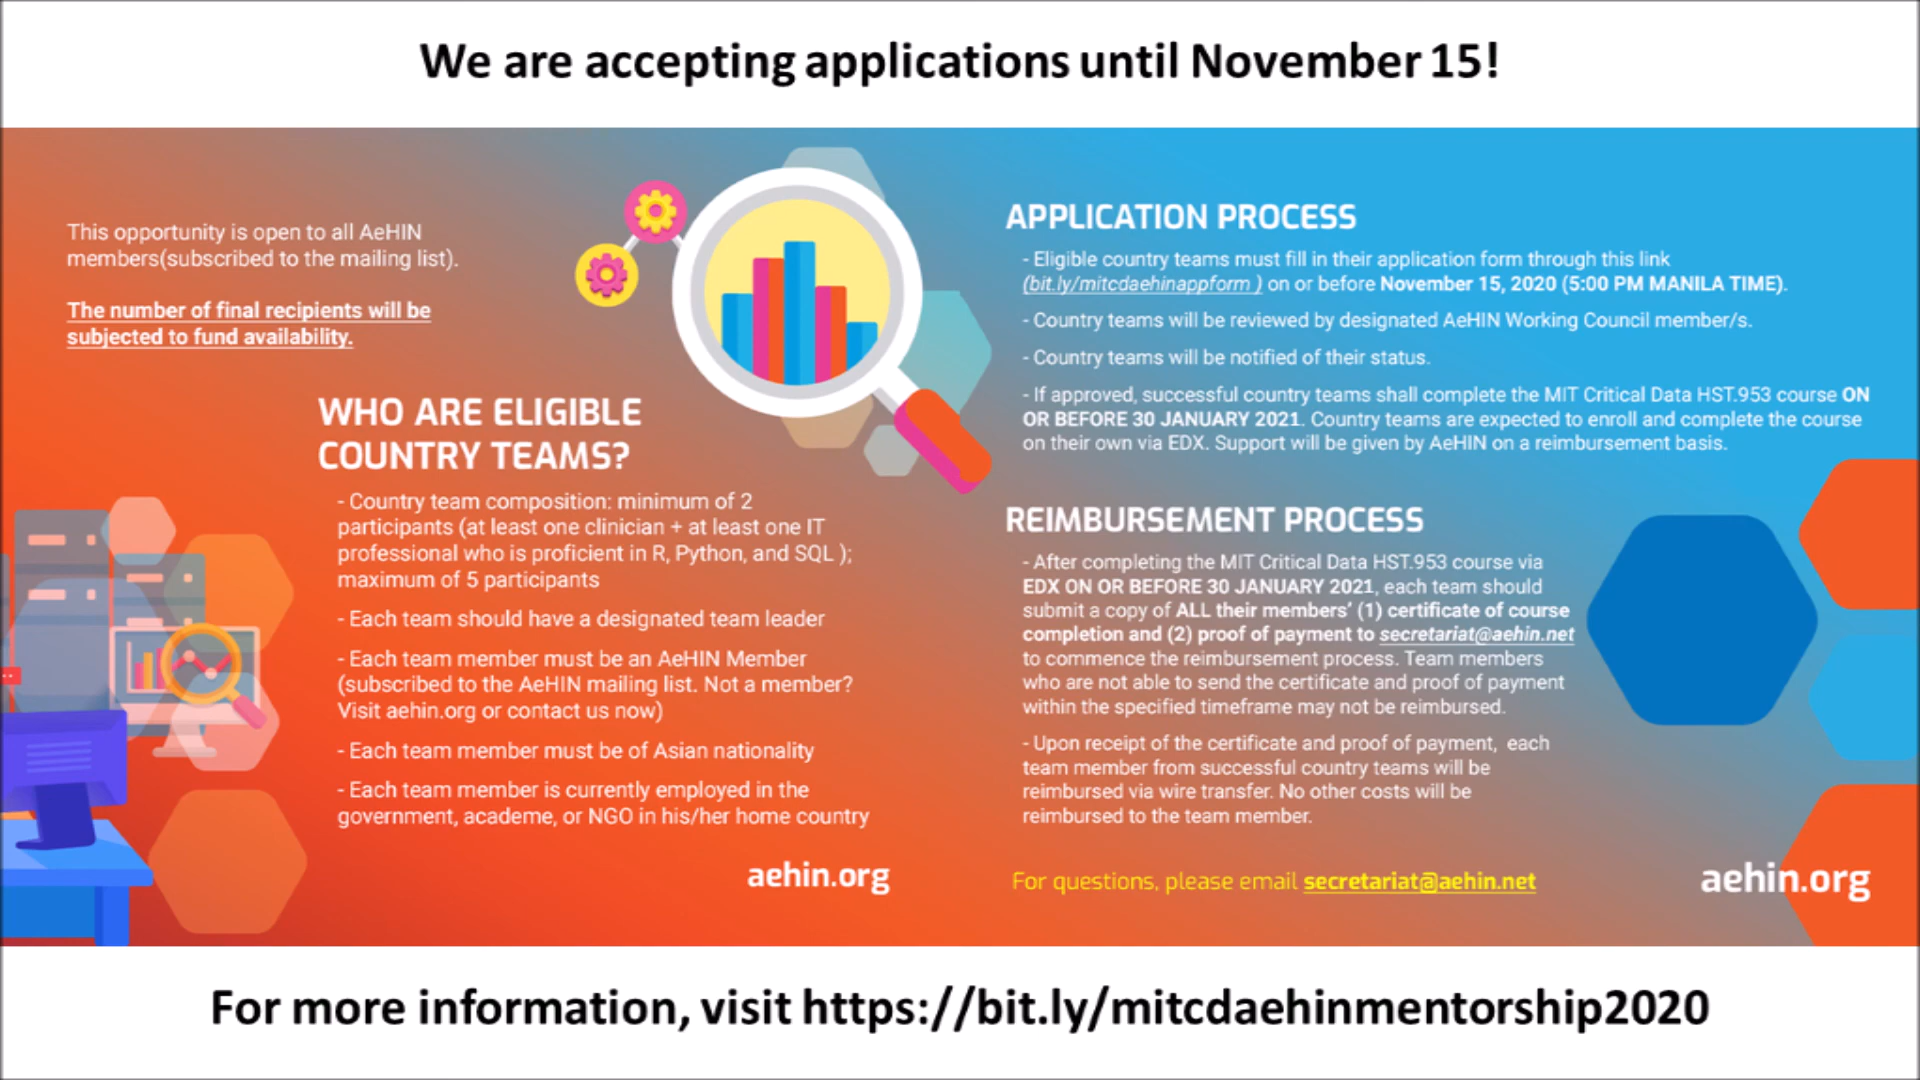 We are accepting applications until November 15!
This opportunity is open to all AeHIN
members(subscribed to the mailing list).
The number of final recipients will be
subjected to fund availability.
WHO ARE ELIGIBLE
COUNTRY TEAMS?
- Country team composition: minimum of 2
participants (at least one clinician + at least one IT
professional who is proficient in R, Python, and SQL );
maximum of 5 participants
- Each team should have a designated team leader
- Each team member must be an AeHIN Member
(subscribed to the AeHIN mailing list. Not a member?
Visit aehin.org or contact us now)
- Each team member must be of Asian nationality
- Each team member is currently employed in the
government, academe, or NGO in his/her home country
aehin.org
APPLICATION PROCESS
- Eligible country teams must fill in their application form through this link
(bit.ly/mitcdaehinappform ) on or before November 15, 2020 (5:00 PM MANILA TIME).
- Country teams will be reviewed by designated AeHIN Working Council member/s.
- Country teams will be notified of their status.
- If approved, successful country teams shall complete the MIT Critical Data HST.953 course ON
OR BEFORE 30 JANUARY 2021. Country teams are expected to enroll and complete the course
on their own via EDX. Support will be given by AeHIN on a reimbursement basis.
REIMBURSEMENT PROCESS
- After completing the MIT Critical Data HST.953 course via
EDX ON OR BEFORE 30 JANUARY 2021, each team should
submit a copy of ALL their members' (1) certificate of course
completion and (2) proof of payment to secretariat@aehin.net
to commence the reimbursement process. Team members
who are not able to send the certificate and proof of payment
within the specified timeframe may not be reimbursed.
- Upon receipt of the certificate and proof of payment, each
team member from successful country teams will be
reimbursed via wire transfer. No other costs will be
reimbursed to the team member.
For questions, please email secretariat@aehin.net
aehin.org
For more information, visit https://bit.ly/mitcdaehinmentorship2020